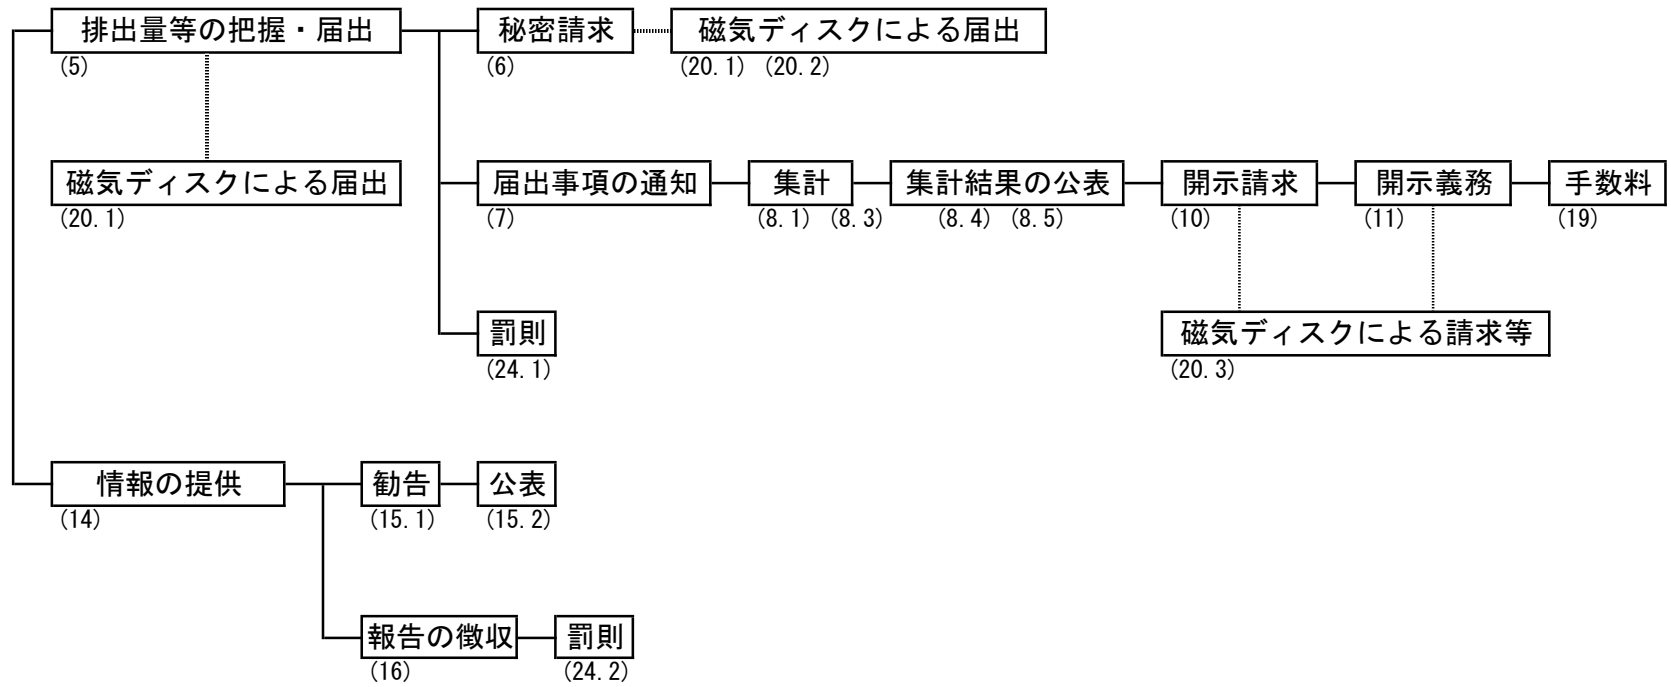 排出量等の把握・届出
(5)
秘密請求
(6)
磁気ディスクによる届出
(20.1) (20.2)
磁気ディスクによる届出
(20.1)
届出事項の通知
(7)
集計
(8.1) (8.3)
集計結果の公表
(8.4) (8.5)
開示請求
(10)
開示義務
(11)
手数料
(19)
罰則
(24.1)
磁気ディスクによる請求等
(20.3)
情報の提供
(14)
勧告
(15.1)
公表
(15.2)
報告の徴収
(16)
罰則
(24.2)